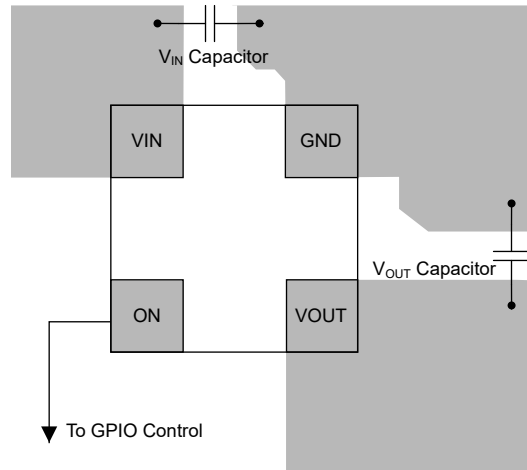 VIN Capacitor
VIN
GND
VOUT Capacitor
ON
VOUT
To GPIO Control